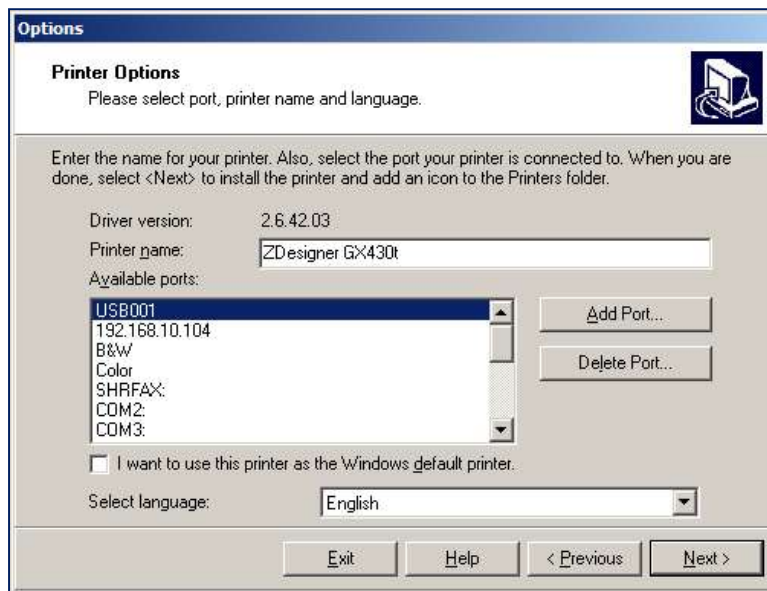 Options
Printer Options
Please select port, printer name and language.
Enter the name for your printer. Also, select the port your printer is connected to. When you are
done, select <Next> to install the printer and add an icon to the Printers folder.
Driver version: 2.6.42.03
Printer name: ZDesigner GX430t
Available ports:
USB001
192.168.10.104
B&W
Color
SHRFAX:
COM2:
COM3:
Add Port...
Delete Port...
I want to use this printer as the Windows default printer.
Select language: English
Exit Help < Previous Next >